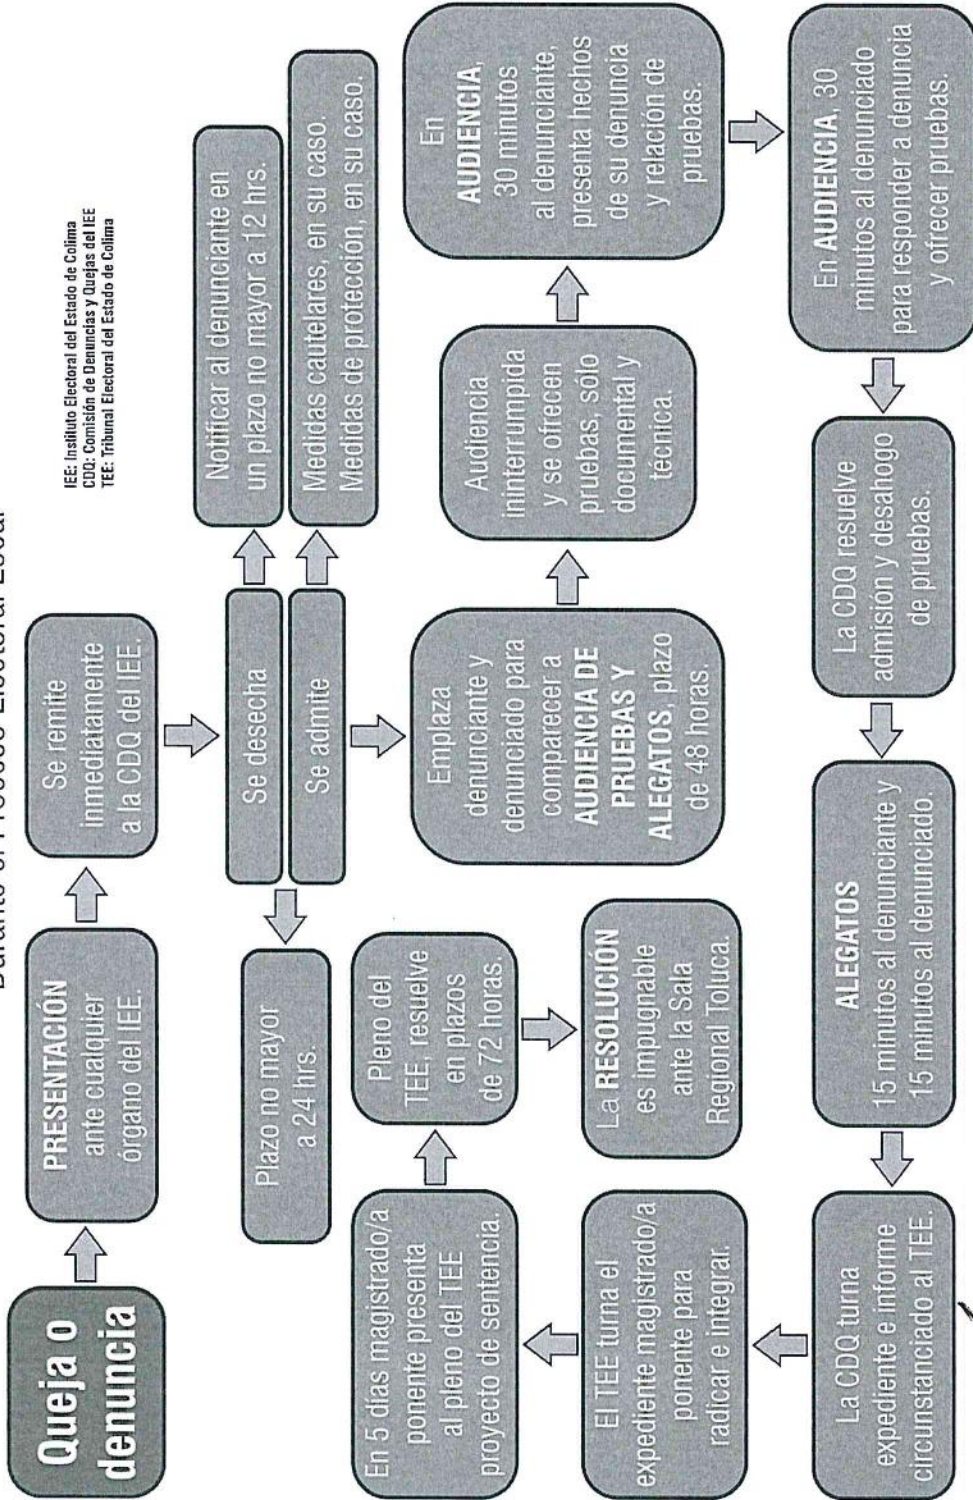 IEE: Instituto Electoral del Estado de Colima
CDQ: Comisión de Denuncias y Quejas del IEE
TEE: Tribunal Electoral del Estado de Colima
Queja o
denuncia
PRESENTACIÓN
ante cualquier
órgano del IEE.
Se remite
inmediatamente
a la CDQ del IEE.
Se desecha
Se admite
Notificar al denunciante en
un plazo no mayor a 12 hrs.
Medidas cautelares, en su caso.
Medidas de protección, en su caso.
Plazo no mayor
a 24 hrs.
Emplaza
denunciante y
denunciado para
comparecer a
AUDIENCIA DE
PRUEBAS Y
ALEGATOS, plazo
de 48 horas.
Audiencia
ininterrumpida
y se ofrecen
pruebas, sólo
documental y
técnica.
En
AUDIENCIA,
30 minutos
al denunciante,
presenta hechos
de su denuncia
y relación de
pruebas.
En AUDIENCIA, 30
minutos al denunciado
para responder a denuncia
y ofrecer pruebas.
La CDQ resuelve
admisión y desahogo
de pruebas.
ALEGATOS
15 minutos al denunciante y
15 minutos al denunciado.
La CDQ turna
expediente e informe
circunstanciado al TEE.
El TEE turna el
expediente magistrado/a
ponente para
radicar e integrar.
En 5 días magistrado/a
ponente presenta
al pleno del TEE
proyecto de sentencia.
Pleno del
TEE, resuelve
en plazos
de 72 horas.
La RESOLUCIÓN
es impugnable
ante la Sala
Regional Toluca.